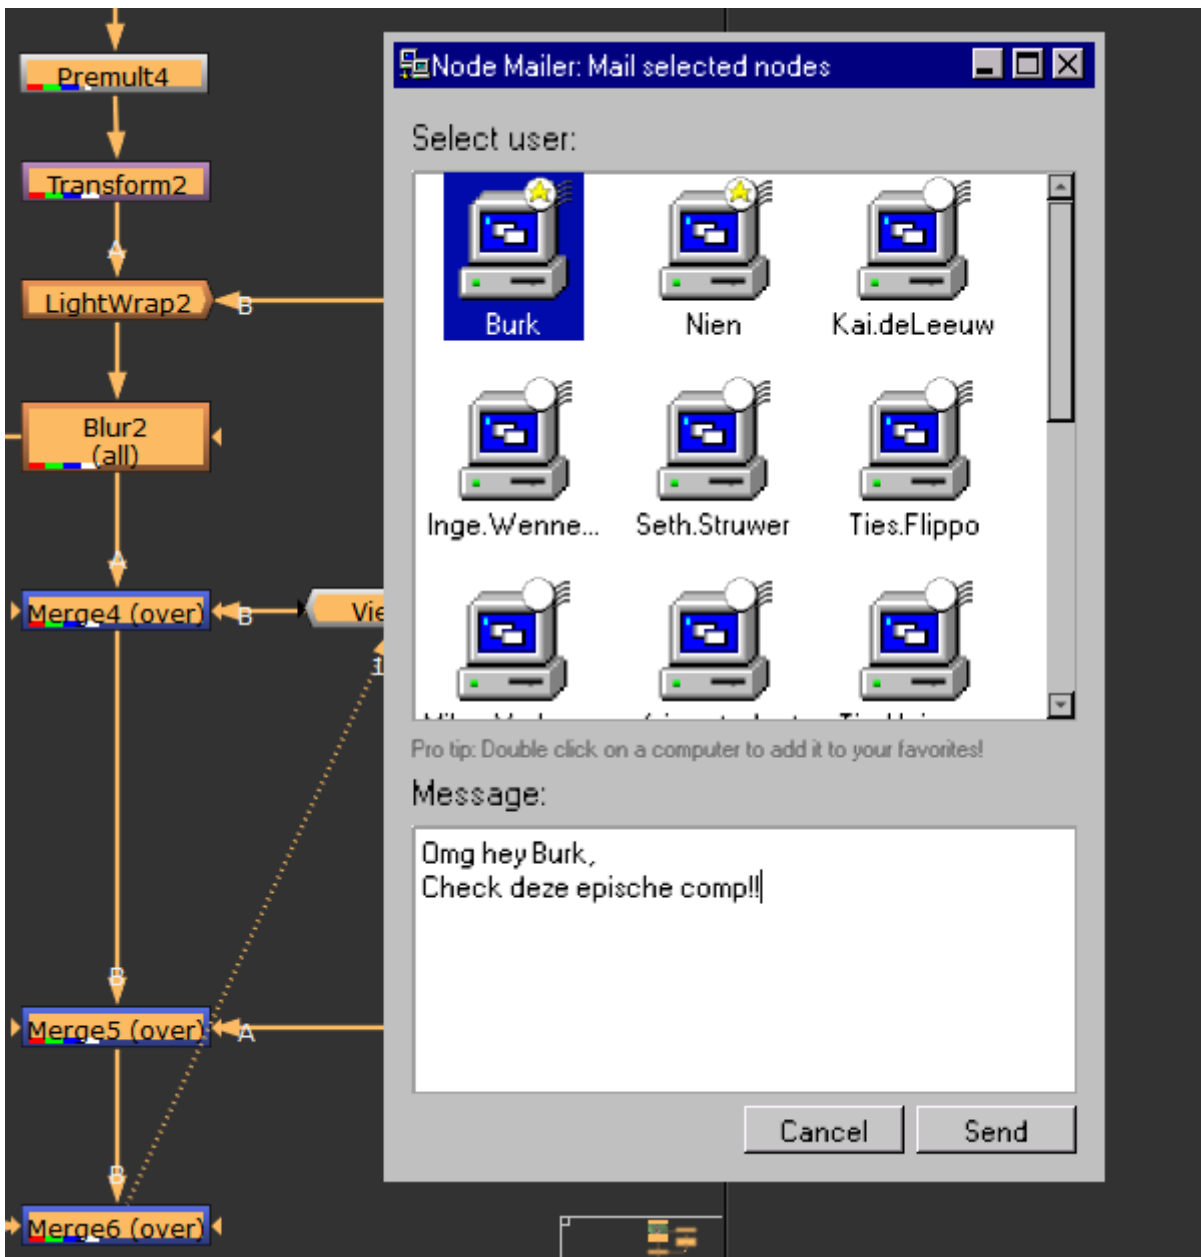 Premult4
Transform2
A
LightWrap2
B
Blur2
(all)
A
Merge4 (over)
B
Vie
1
B
Merge5 (over)
A
B
Merge6 (over)
Node Mailer: Mail selected nodes
Select user:
Burk
Nien
Kai.deLeeuw
Inge.Wenne...
Seth.Struwer
Ties.Flippo
Pro tip: Double click on a computer to add it to your favorites!
Message:
Omg hey Burk,
Check deze epische comp!!
Cancel
Send